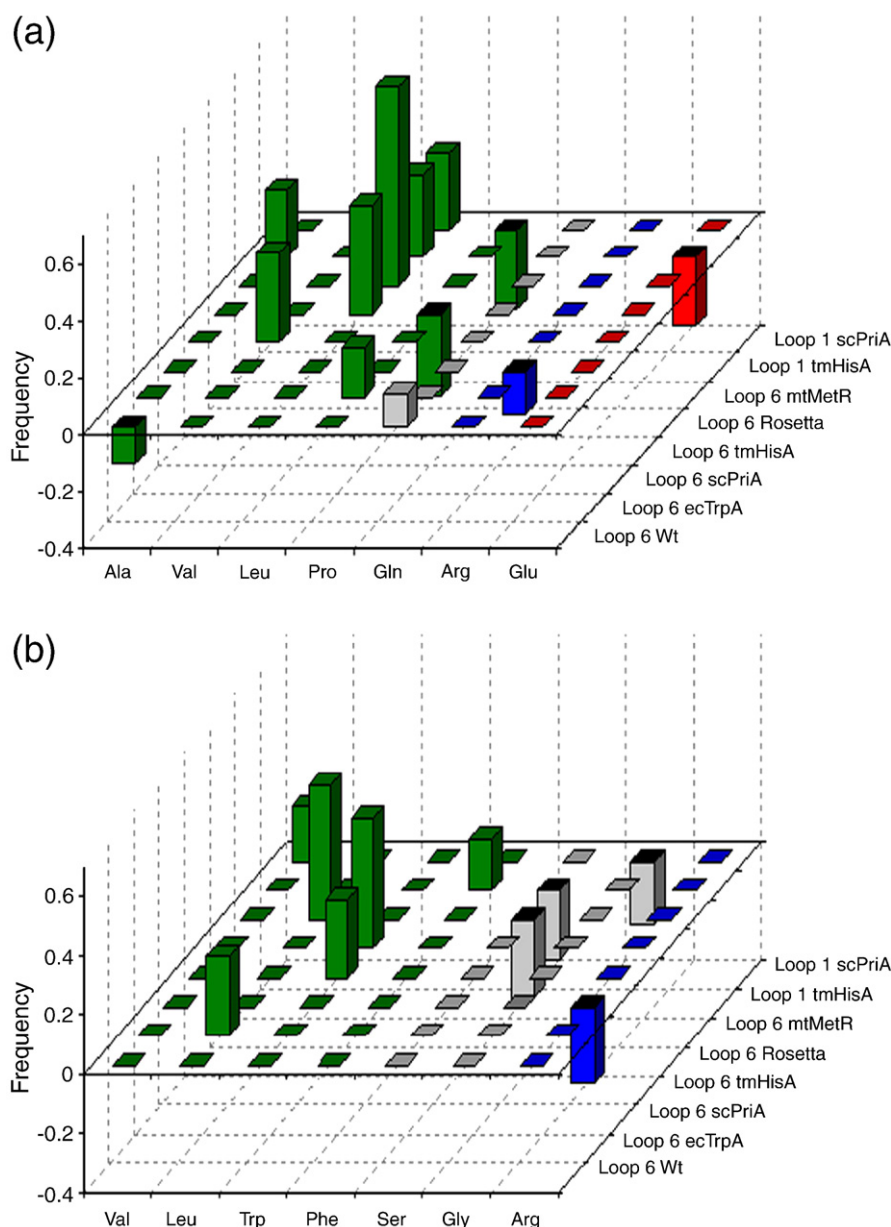 (a)
Frequency
0.6
0.4
0.2
0
-0.2
-0.4
Ala Val Leu Pro Gln Arg Glu
Loop 1 scPriA
Loop 1 tmHisA
Loop 6 mtMetR
Loop 6 Rosetta
Loop 6 tmHisA
Loop 6 scPriA
Loop 6 ecTrpA
Loop 6 Wt
(b)
Frequency
0.6
0.4
0.2
0
-0.2
-0.4
Val Leu Trp Phe Ser Gly Arg
Loop 1 scPriA
Loop 1 tmHisA
Loop 6 mtMetR
Loop 6 Rosetta
Loop 6 tmHisA
Loop 6 scPriA
Loop 6 ecTrpA
Loop 6 Wt